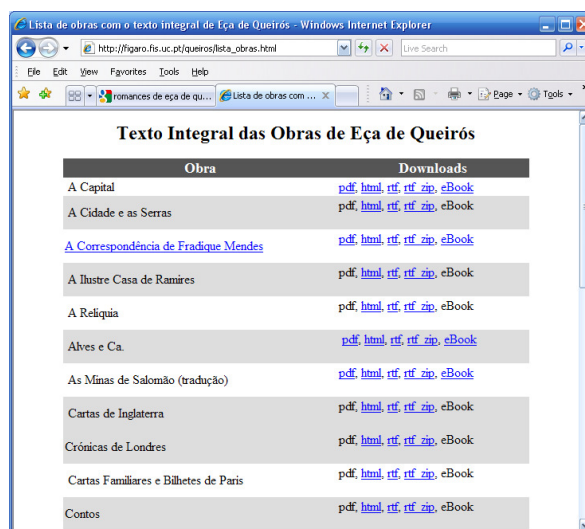 Lista de obras com o texto integral de Eça de Queirós - Windows Internet Explorer
http://figaro.fis.uc.pt/queiros/lista_obras.html Live Search
File Edit View Favorites Tools Help
romances de eça de qu... Lista de obras com ... X Page Tools
Texto Integral das Obras de Eça de Queirós
Obra Downloads
A Capital pdf, html, rtf, rtf zip, eBook
A Cidade e as Serras pdf, html, rtf, rtf zip, eBook
A Correspondência de Fradique Mendes pdf, html, rtf, rtf zip, eBook
A Ilustre Casa de Ramires pdf, html, rtf, rtf zip, eBook
A Relíquia pdf, html, rtf, rtf zip, eBook
Alves e Ca. pdf, html, rtf, rtf zip, eBook
As Minas de Salomão (tradução) pdf, html, rtf, rtf zip, eBook
Cartas de Inglaterra pdf, html, rtf, rtf zip, eBook
Crónicas de Londres pdf, html, rtf, rtf zip, eBook
Cartas Familiares e Bilhetes de Paris pdf, html, rtf, rtf zip, eBook
Contos pdf, html, rtf, rtf zip, eBook